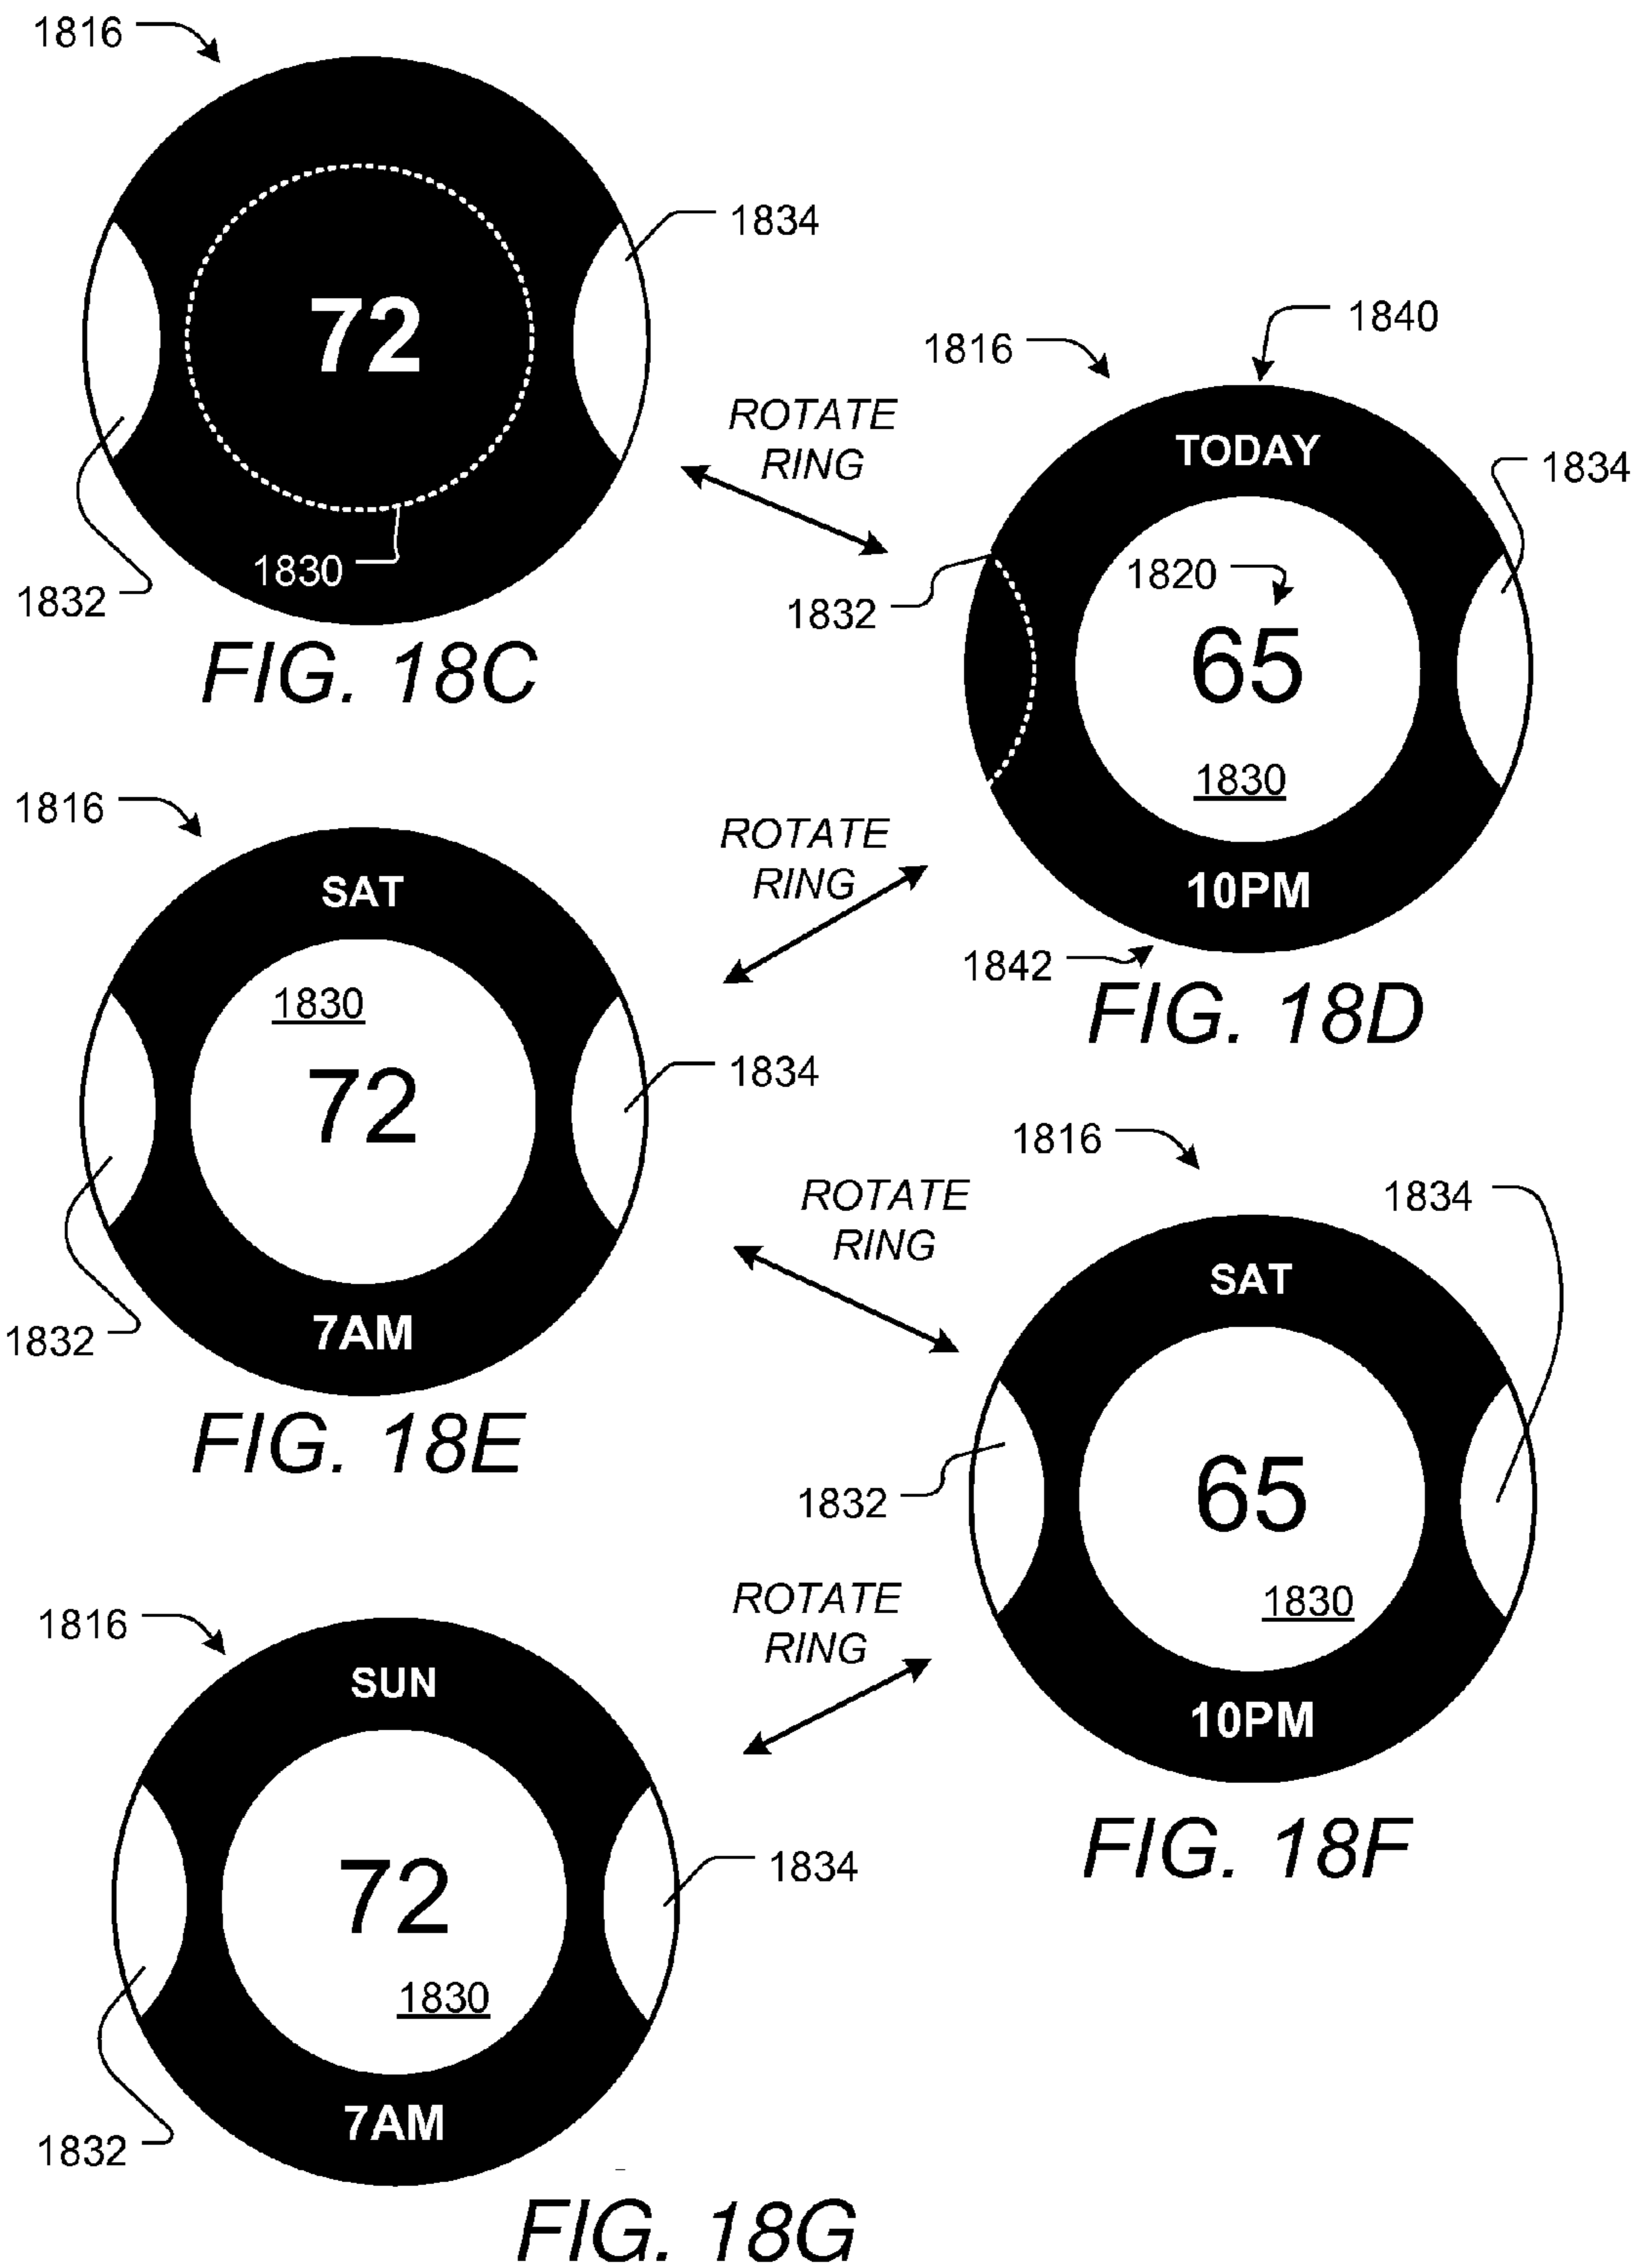 1816
1834
72
1830
1832
FIG. 18C
ROTATE
RING
1816
1840
TODAY
1834
1820
1832
65
1830
10PM
1842
FIG. 18D
1816
ROTATE
RING
SAT
1830
1834
72
1832
7AM
FIG. 18E
ROTATE
RING
1816
1834
SAT
1832
65
1830
10PM
FIG. 18F
ROTATE
RING
1816
SUN
1834
72
1830
1832
7AM
FIG. 18G